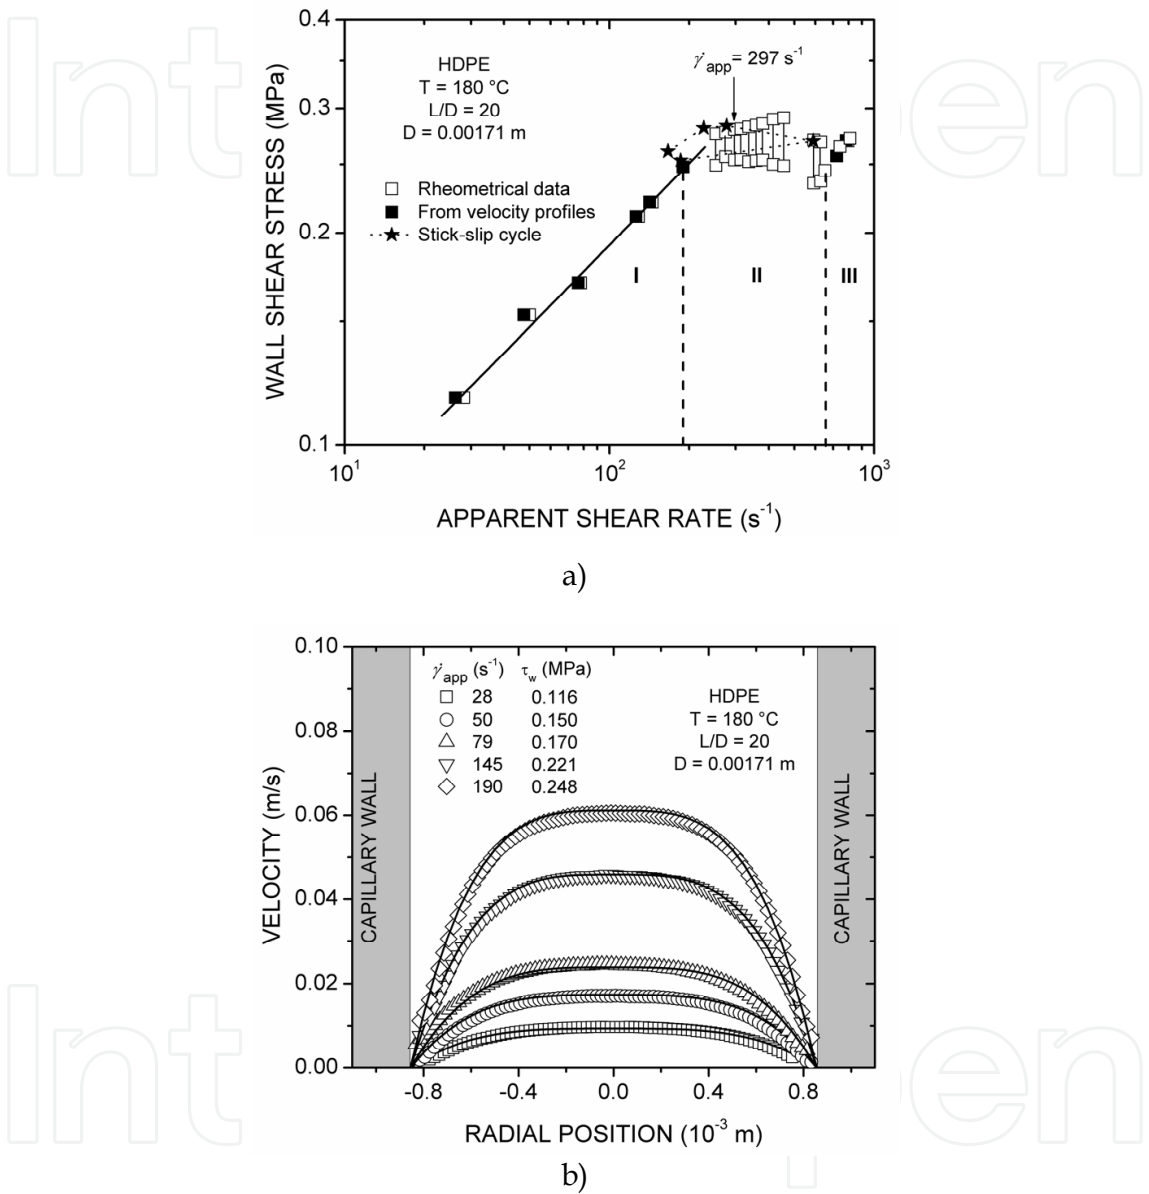 0.4
0.3
0.2
0.1
WALL SHEAR STRESS (MPa)
HDPE
T = 180 °C
L/D = 20
D = 0.00171 m
γ̇app = 297 s-1
Rheometrical data
From velocity profiles
Stick-slip cycle
I II III
10^1 10^2 10^3
APPARENT SHEAR RATE (s-1)
a)
0.10
0.08
0.06
0.04
0.02
0.00
VELOCITY (m/s)
CAPILLARY WALL
γ̇app (s-1) τw (MPa)
28 0.116
50 0.150
79 0.170
145 0.221
190 0.248
HDPE
T = 180 °C
L/D = 20
D = 0.00171 m
CAPILLARY WALL
-0.8 -0.4 0.0 0.4 0.8
RADIAL POSITION (10-3 m)
b)